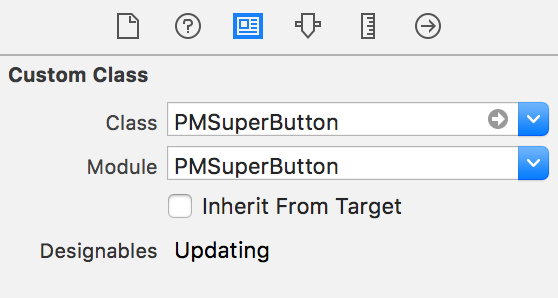 Custom Class
Class PMSuperButton
Module PMSuperButton
Inherit From Target
Designables Updating